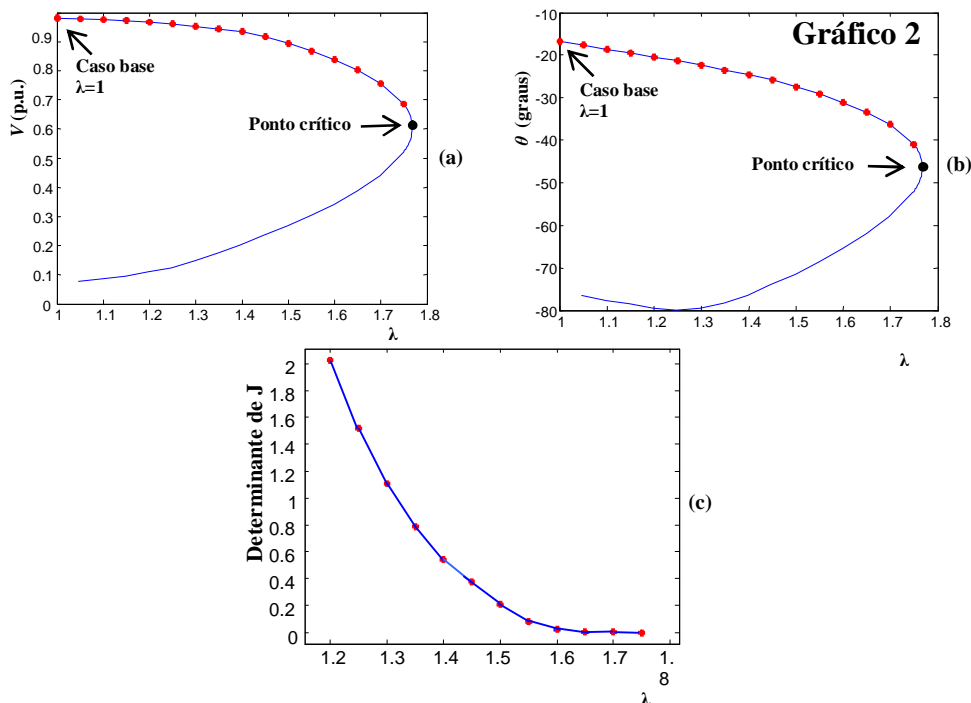 Gráfico 2
V (p.u.)
0.9
0.8
0.7
0.6
0.5
0.4
0.3
0.2
0.1
0
Caso base
λ=1
Ponto crítico
(a)
1 1.1 1.2 1.3 1.4 1.5 1.6 1.7 1.8
λ
θ (graus)
-10
-20
-30
-40
-50
-60
-70
-80
Caso base
λ=1
Ponto crítico
(b)
1 1.1 1.2 1.3 1.4 1.5 1.6 1.7 1.8
λ
Determinante de J
2
1.8
1.6
1.4
1.2
1
0.8
0.6
0.4
0.2
0
(c)
1.2 1.3 1.4 1.5 1.6 1.7 1.
8
λ